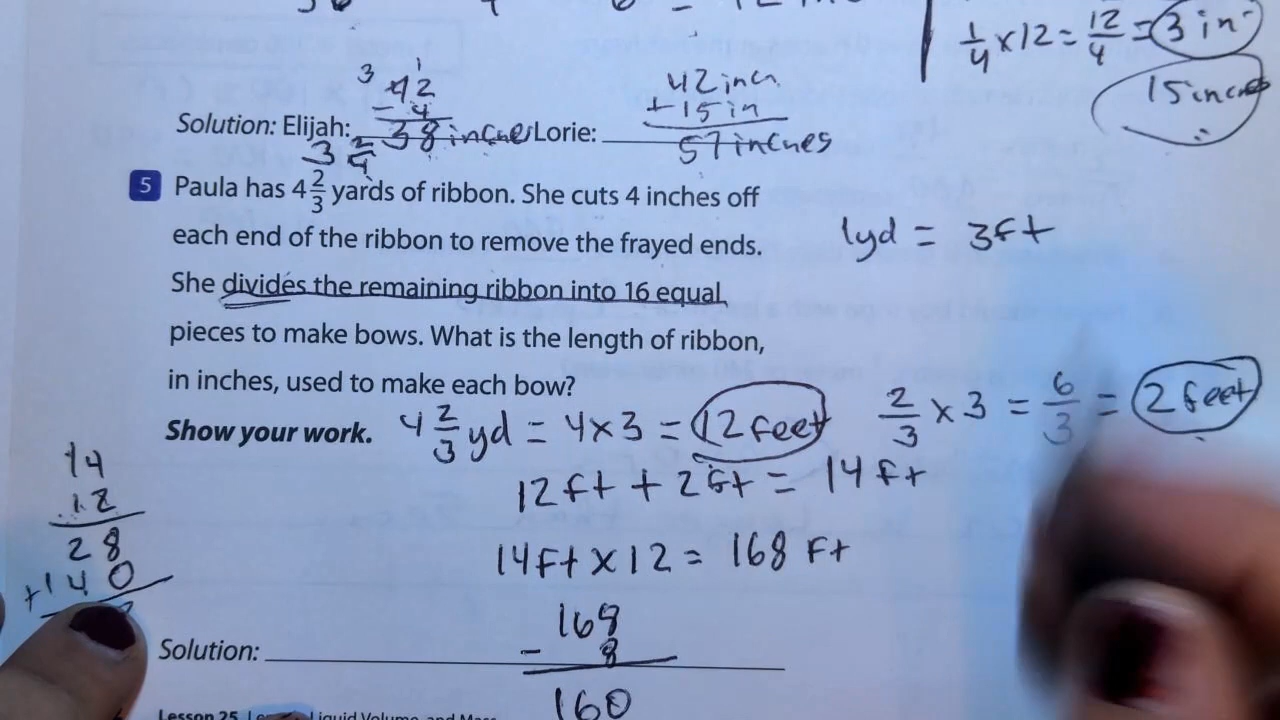 1/4 x 12 = 12/4 = 3 in
15 inches
3 1
42
- 4
38 inches
42 inch
+ 15 in
57 inches
Solution: Elijah: Lorie:
3 2/4
5 Paula has 4 2/3 yards of ribbon. She cuts 4 inches off
each end of the ribbon to remove the frayed ends.
She divides the remaining ribbon into 16 equal
pieces to make bows. What is the length of ribbon,
in inches, used to make each bow?
1yd = 3ft
Show your work.
4 2/3 yd = 4x3 = 12 feet
2/3 x 3 = 6/3 = 2 feet
12ft + 2ft = 14 ft
14ft x 12 = 168 Ft
14
12
28
+ 140
168
- 8
160
Solution:
Lesson 25 Liquid Volume and Mass